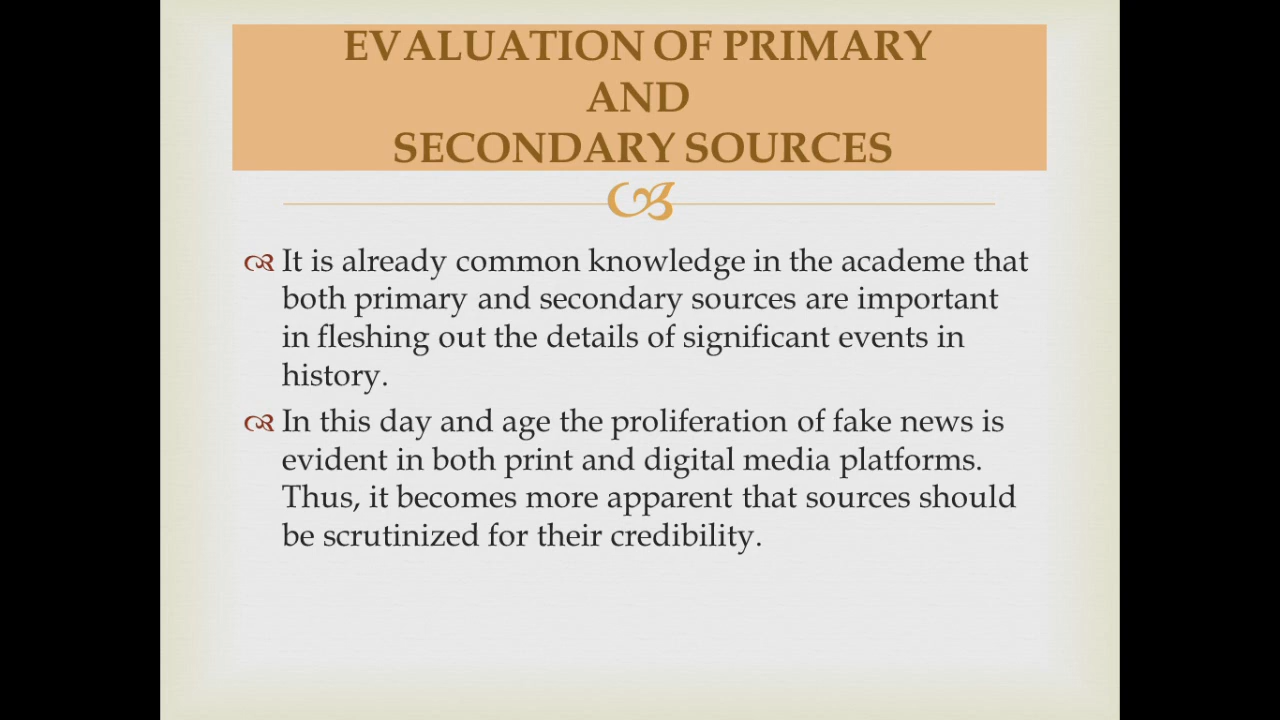 EVALUATION OF PRIMARY
AND
SECONDARY SOURCES
It is already common knowledge in the academe that
both primary and secondary sources are important
in fleshing out the details of significant events in
history.
In this day and age the proliferation of fake news is
evident in both print and digital media platforms.
Thus, it becomes more apparent that sources should
be scrutinized for their credibility.